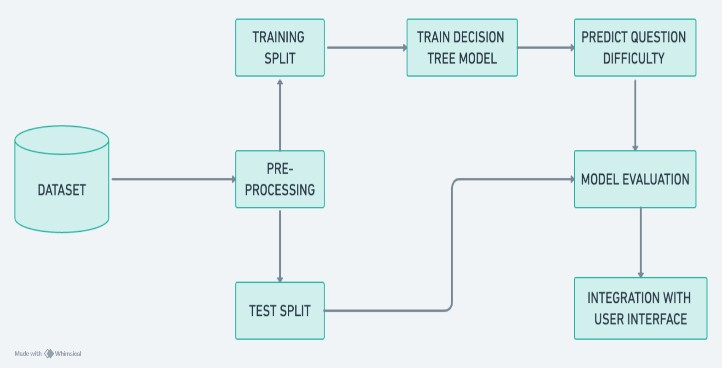 TRAINING
SPLIT
TRAIN DECISION
TREE MODEL
PREDICT QUESTION
DIFFICULTY
DATASET
PRE-
PROCESSING
MODEL EVALUATION
TEST SPLIT
INTEGRATION WITH
USER INTERFACE
Made with Whimsical